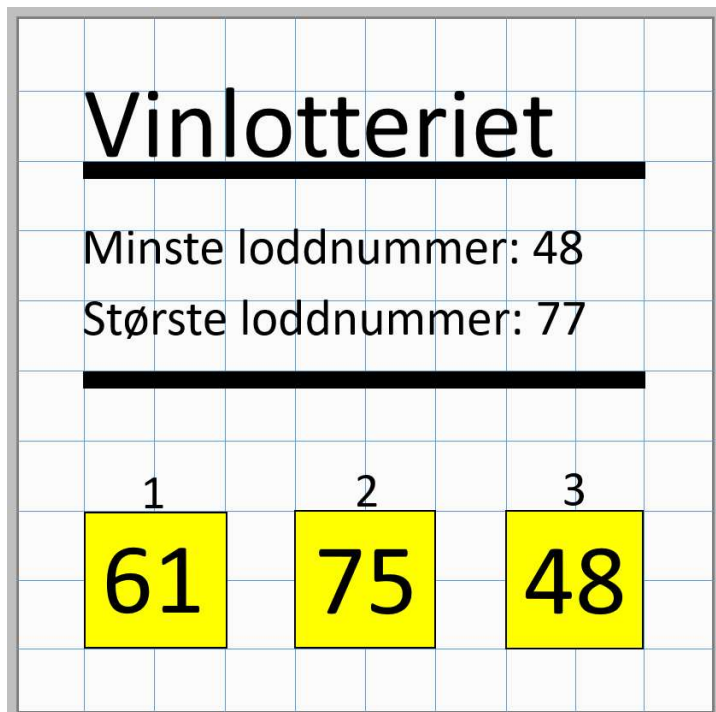 Vinlotteriet
Minste loddnummer: 48
Største loddnummer: 77
1 2 3
61 75 48